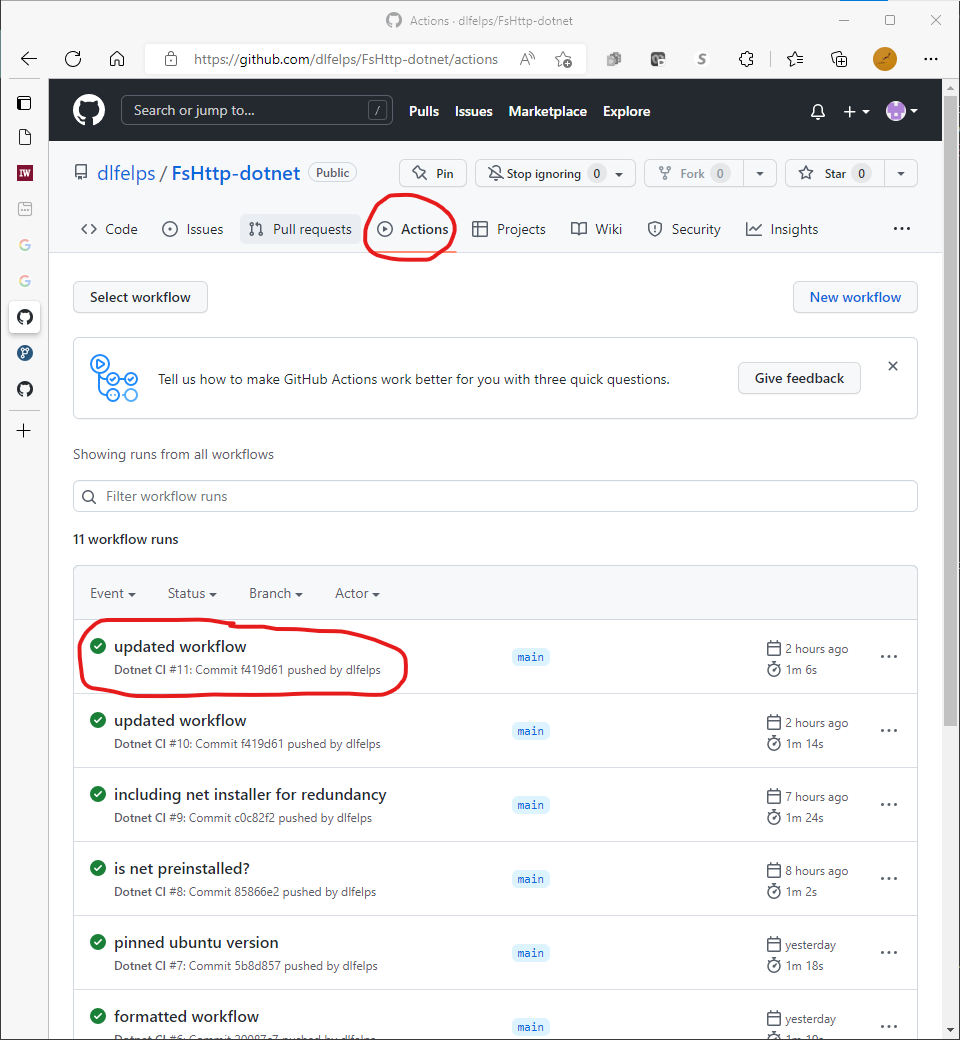 Actions · dlfelps/FsHttp-dotnet
https://github.com/dlfelps/FsHttp-dotnet/actions
Search or jump to... /
Pulls Issues Marketplace Explore
dlfelps / FsHttp-dotnet Public
Pin Stop ignoring 0 Fork 0 Star 0
Code Issues Pull requests Actions Projects Wiki Security Insights
Select workflow New workflow
Tell us how to make GitHub Actions work better for you with three quick questions. Give feedback
Showing runs from all workflows
Filter workflow runs
11 workflow runs
Event Status Branch Actor
updated workflow
Dotnet CI #11: Commit f419d61 pushed by dlfelps
main
2 hours ago
1m 6s
updated workflow
Dotnet CI #10: Commit f419d61 pushed by dlfelps
main
2 hours ago
1m 14s
including net installer for redundancy
Dotnet CI #9: Commit c0c82f2 pushed by dlfelps
main
7 hours ago
1m 24s
is net preinstalled?
Dotnet CI #8: Commit 85866e2 pushed by dlfelps
main
8 hours ago
1m 2s
pinned ubuntu version
Dotnet CI #7: Commit 5b8d857 pushed by dlfelps
main
yesterday
1m 18s
formatted workflow
main
yesterday